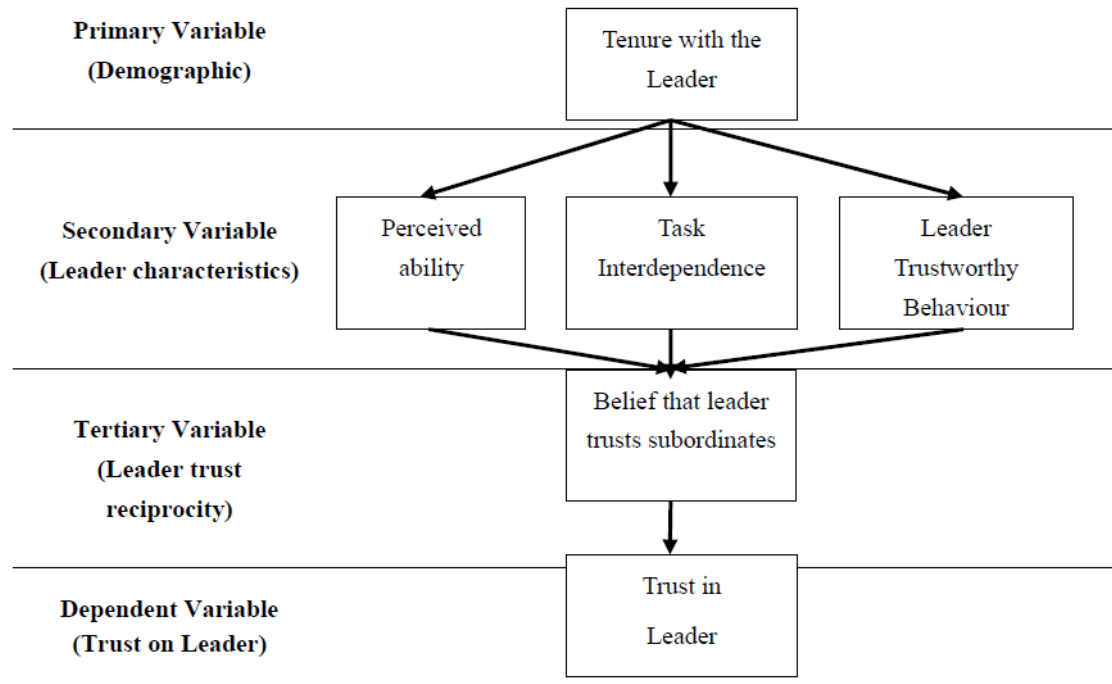 Primary Variable
(Demographic)
Tenure with the
Leader
Secondary Variable
(Leader characteristics)
Perceived
ability
Task
Interdependence
Leader
Trustworthy
Behaviour
Tertiary Variable
(Leader trust
reciprocity)
Belief that leader
trusts subordinates
Dependent Variable
(Trust on Leader)
Trust in
Leader